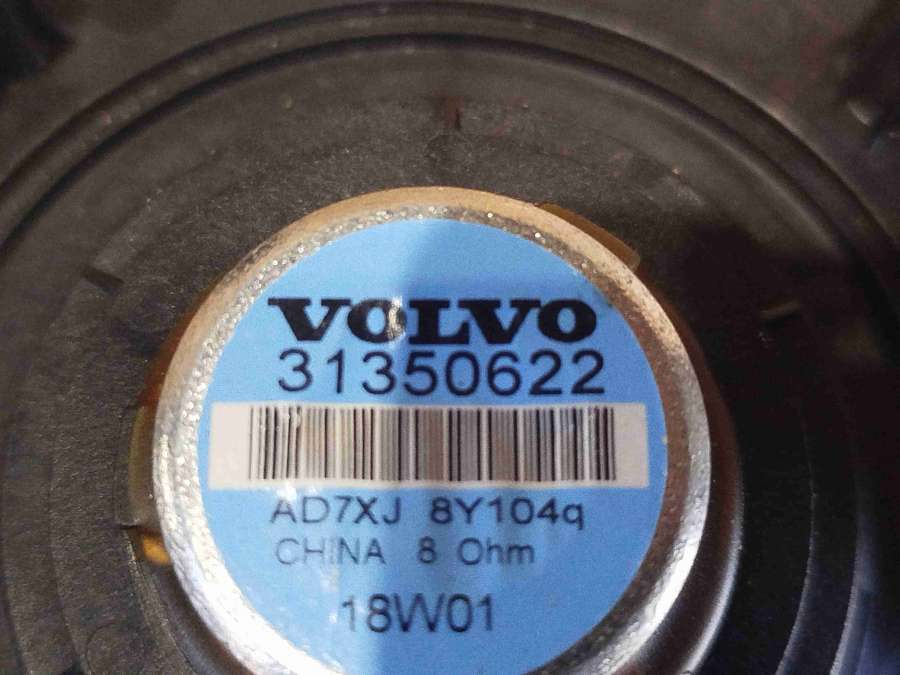 VOLVO
31350622
AD7XJ 8Y104q
CHINA 8 Ohm
18W01